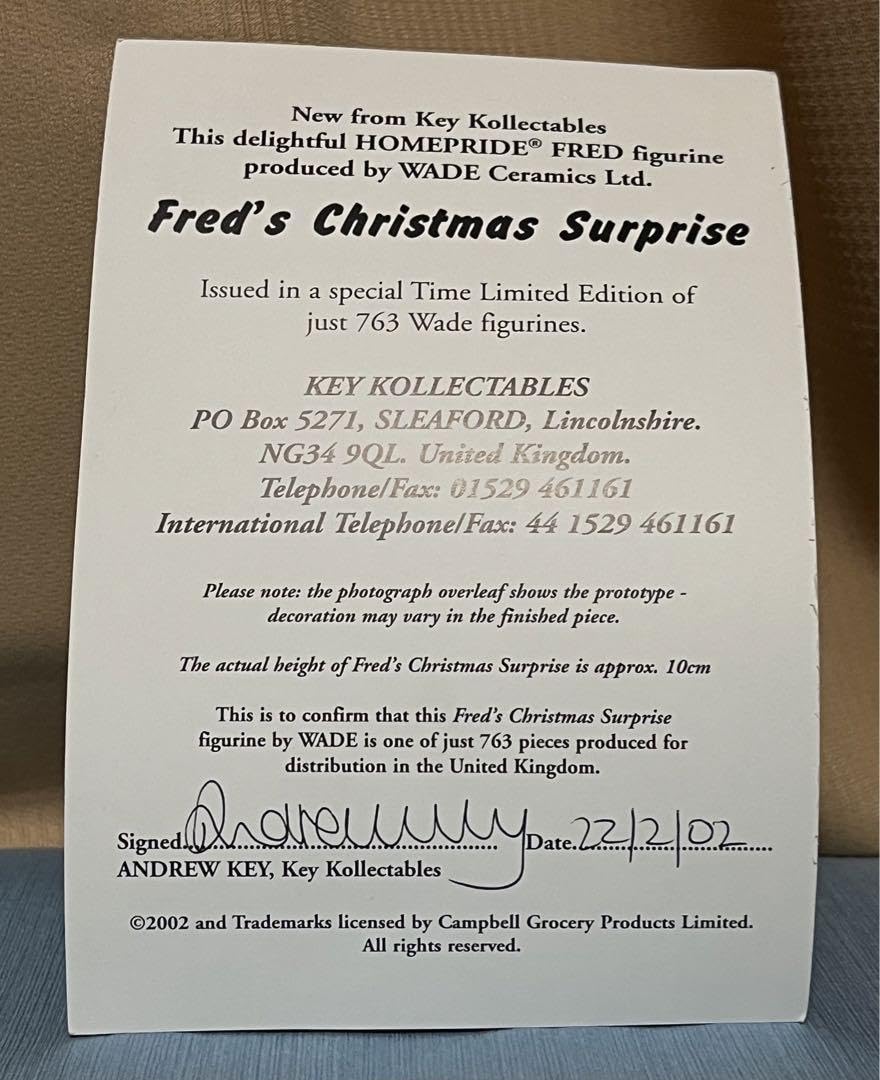 New from Key Kollectables
This delightful HOMEPRIDE® FRED figurine
produced by WADE Ceramics Ltd.
Fred's Christmas Surprise
Issued in a special Time Limited Edition of
just 763 Wade figurines.
KEY KOLLECTABLES
PO Box 5271, SLEAFORD, Lincolnshire.
NG34 9QL. United Kingdom.
Telephone/Fax: 01529 461161
International Telephone/Fax: 44 1529 461161
Please note: the photograph overleaf shows the prototype -
decoration may vary in the finished piece.
The actual height of Fred's Christmas Surprise is approx. 10cm
This is to confirm that this Fred's Christmas Surprise
figurine by WADE is one of just 763 pieces produced for
distribution in the United Kingdom.
Signed Andrew Key Date 22/2/02
ANDREW KEY, Key Kollectables
©2002 and Trademarks licensed by Campbell Grocery Products Limited.
All rights reserved.